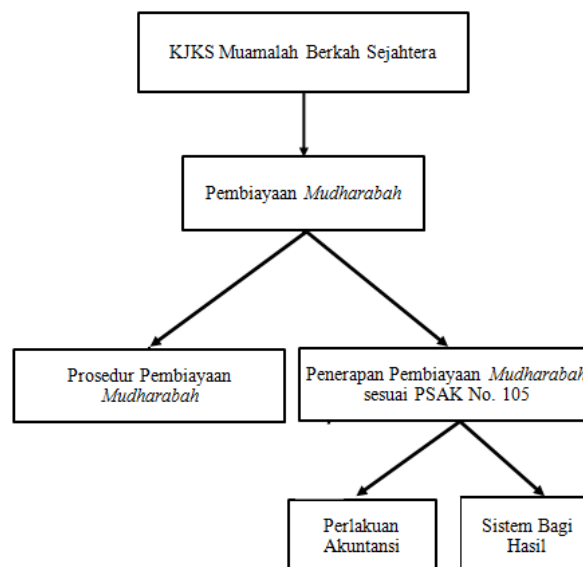 KJKS Muamalah Berkah Sejahtera
Pembiayaan Mudharabah
Prosedur Pembiayaan
Mudharabah
Penerapan Pembiayaan Mudharabah
sesuai PSAK No. 105
Perlakuan
Akuntansi
Sistem Bagi
Hasil